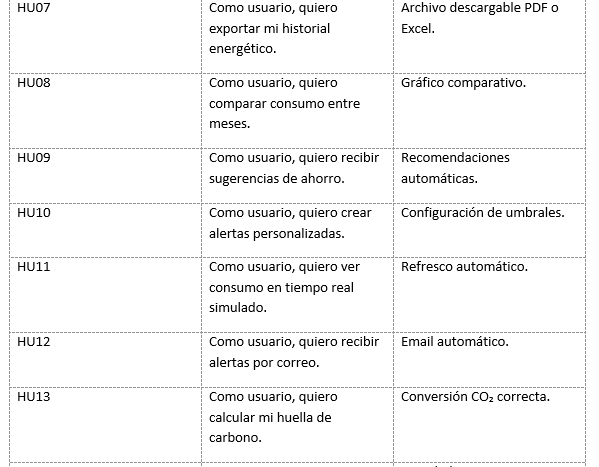 HU07
Como usuario, quiero
exportar mi historial
energético.
Archivo descargable PDF o
Excel.
HU08
Como usuario, quiero
comparar consumo entre
meses.
Gráfico comparativo.
HU09
Como usuario, quiero recibir
sugerencias de ahorro.
Recomendaciones
automáticas.
HU10
Como usuario, quiero crear
alertas personalizadas.
Configuración de umbrales.
HU11
Como usuario, quiero ver
consumo en tiempo real
simulado.
Refresco automático.
HU12
Como usuario, quiero recibir
alertas por correo.
Email automático.
HU13
Como usuario, quiero
calcular mi huella de
carbono.
Conversión CO₂ correcta.